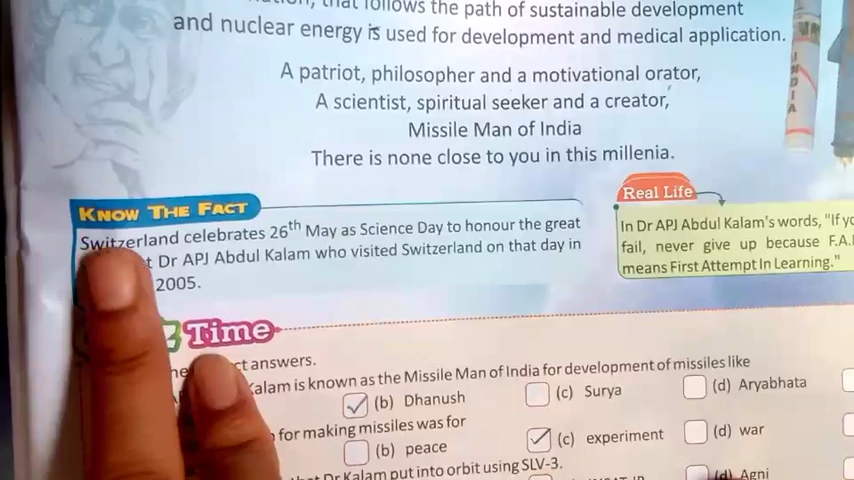 that follows the path of sustainable development
and nuclear energy is used for development and medical application.
A patriot, philosopher and a motivational orator,
A scientist, spiritual seeker and a creator,
Missile Man of India
There is none close to you in this millenia.
INDIA
KNOW THE FACT
Switzerland celebrates 26th May as Science Day to honour the great
Dr APJ Abdul Kalam who visited Switzerland on that day in
2005.
Real Life
In Dr APJ Abdul Kalam's words, "If
fail, never give up because
means First Attempt In Learning."
Time
answers.
Kalam is known as the Missile Man of India for development of missiles like
(b) Dhanush (c) Surya (d) Aryabhata
for making missiles was for
(b) peace (c) experiment (d) war
Dr Kalam put into orbit using SLV-3.
(d) Agni